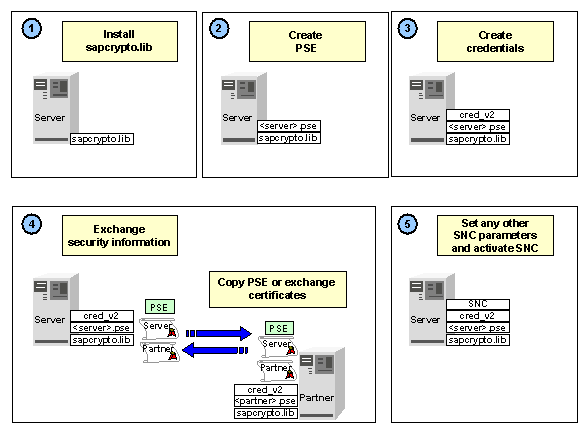 1
Install
sapcrypto.lib
Server
sapcrypto.lib
2
Create
PSE
Server
<server>.pse
sapcrypto.lib
3
Create
credentials
Server
cred_v2
<server>.pse
sapcrypto.lib
4
Exchange
security information
Server
cred_v2
<server>.pse
sapcrypto.lib
PSE
Server
Partner
Copy PSE or exchange
certificates
PSE
Server
Partner
cred_v2
<partner>.pse
sapcrypto.lib
Partner
5
Set any other
SNC parameters
and activate SNC
Server
SNC
cred_v2
<server>.pse
sapcrypto.lib